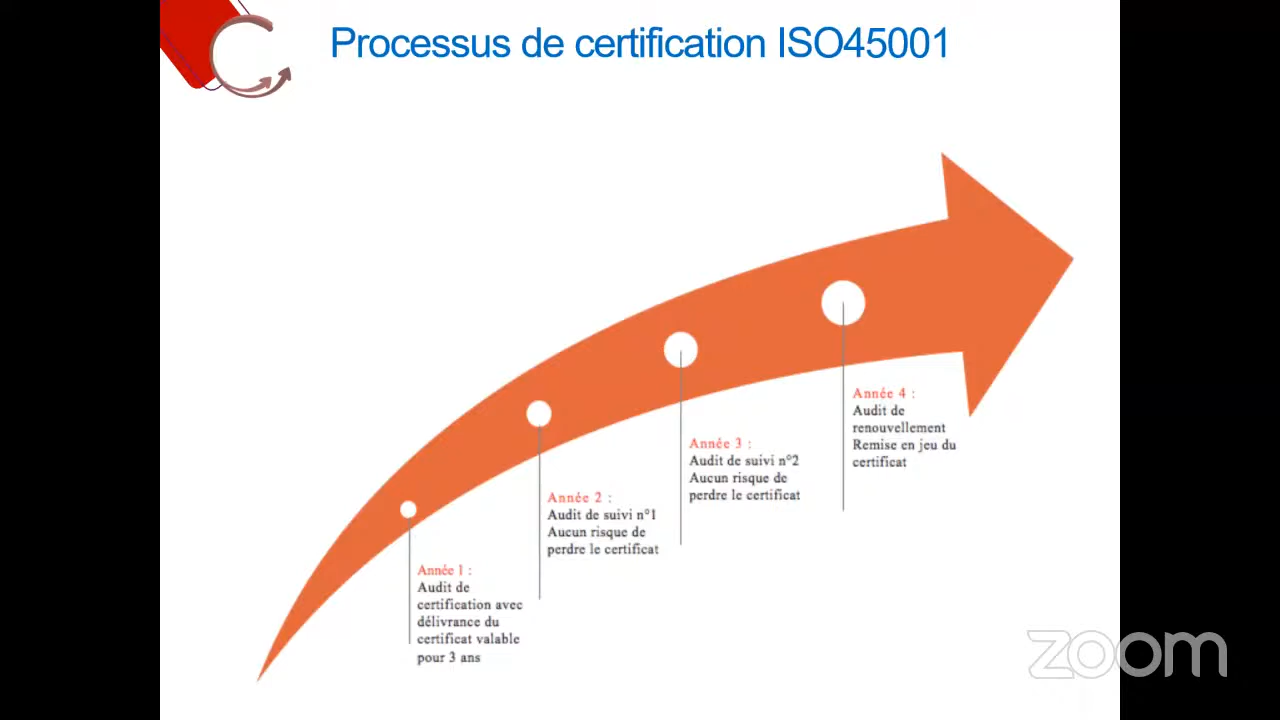 Processus de certification ISO45001
Année 1 :
Audit de
certification avec
délivrance du
certificat valable
pour 3 ans
Année 2 :
Audit de suivi n°1
Aucun risque de
perdre le certificat
Année 3 :
Audit de suivi n°2
Aucun risque de
perdre le certificat
Année 4 :
Audit de
renouvellement
Remise en jeu du
certificat
zoom